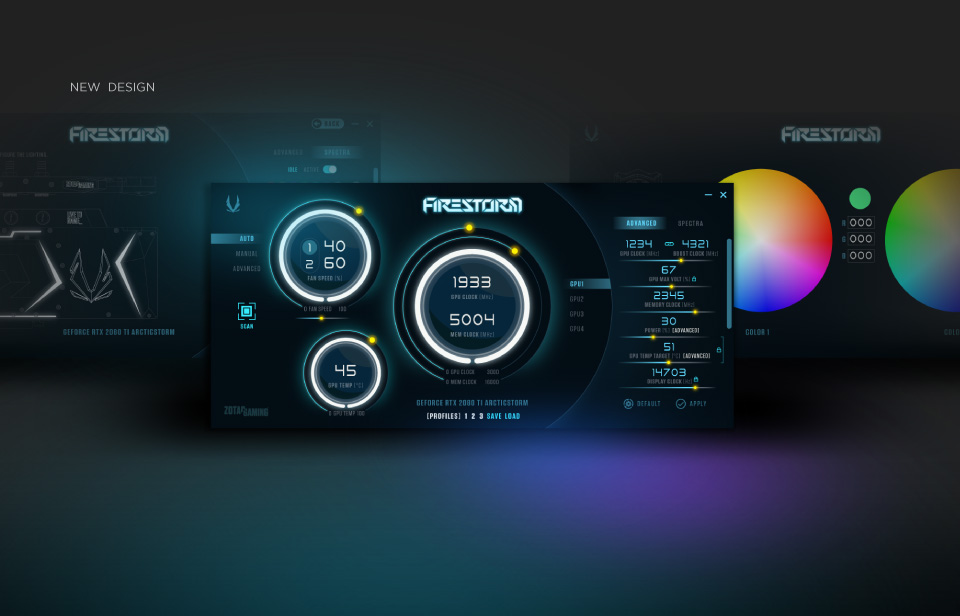 NEW DESIGN
FIRESTORM
ADVANCED SPECTRA
GEFORCE RTX 2080 TI ARCTICSTORM
FIRESTORM
AUTO
MANUAL
ADVANCED
SCAN
1 40
2 60
FAN SPEED [%]
0 FAN SPEED 100
45
GPU TEMP [°C]
0 GPU TEMP 100
ZOTAC GAMING
1933
GPU CLOCK [MHz]
5004
MEM CLOCK [MHz]
0 GPU CLOCK 3000
0 MEM CLOCK
GEFORCE RTX 2080 TI ARCTICSTORM
[PROFILES] 1 2 3 SAVE LOAD
GPU1
GPU2
GPU3
GPU4
ADVANCED SPECTRA
1234 4321
GPU CLOCK [MHz] BOOST CLOCK [MHz]
67
GPU MAX VOLT [%]
2345
MEMORY CLOCK [MHz]
30
POWER [%] [ADVANCED]
51
GPU TEMP TARGET [°C] [ADVANCED]
14703
DISPLAY CLOCK
DEFAULT APPLY
FIRESTORM
000
000
000
COLOR 1